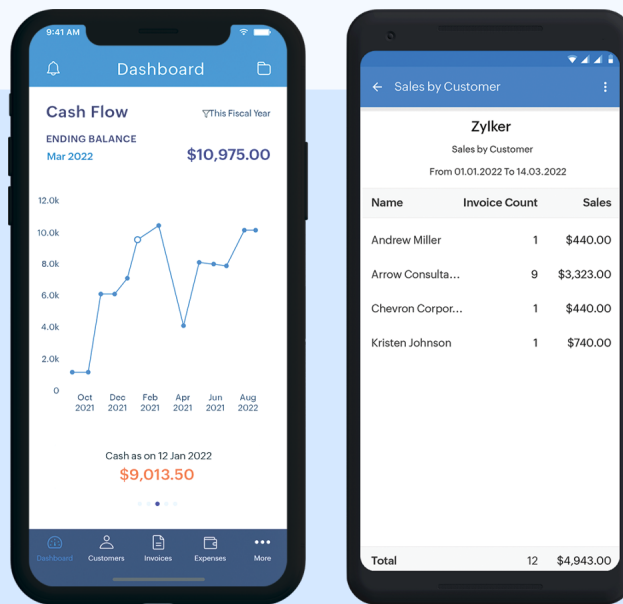 9:41 AM
Dashboard
Cash Flow
This Fiscal Year
ENDING BALANCE
Mar 2022
$10,975.00
12.0k
10.0k
8.0k
6.0k
4.0k
2.0k
0
Oct Dec Feb Apr Jun Aug
2021 2021 2021 2021 2021 2022
Cash as on 12 Jan 2022
$9,013.50
Dashboard Customers Invoices Expenses More
Sales by Customer
Zylker
Sales by Customer
From 01.01.2022 To 14.03.2022
Name Invoice Count Sales
Andrew Miller 1 $440.00
Arrow Consulta... 9 $3,323.00
Chevron Corpor... 1 $440.00
Kristen Johnson 1 $740.00
Total 12 $4,943.00